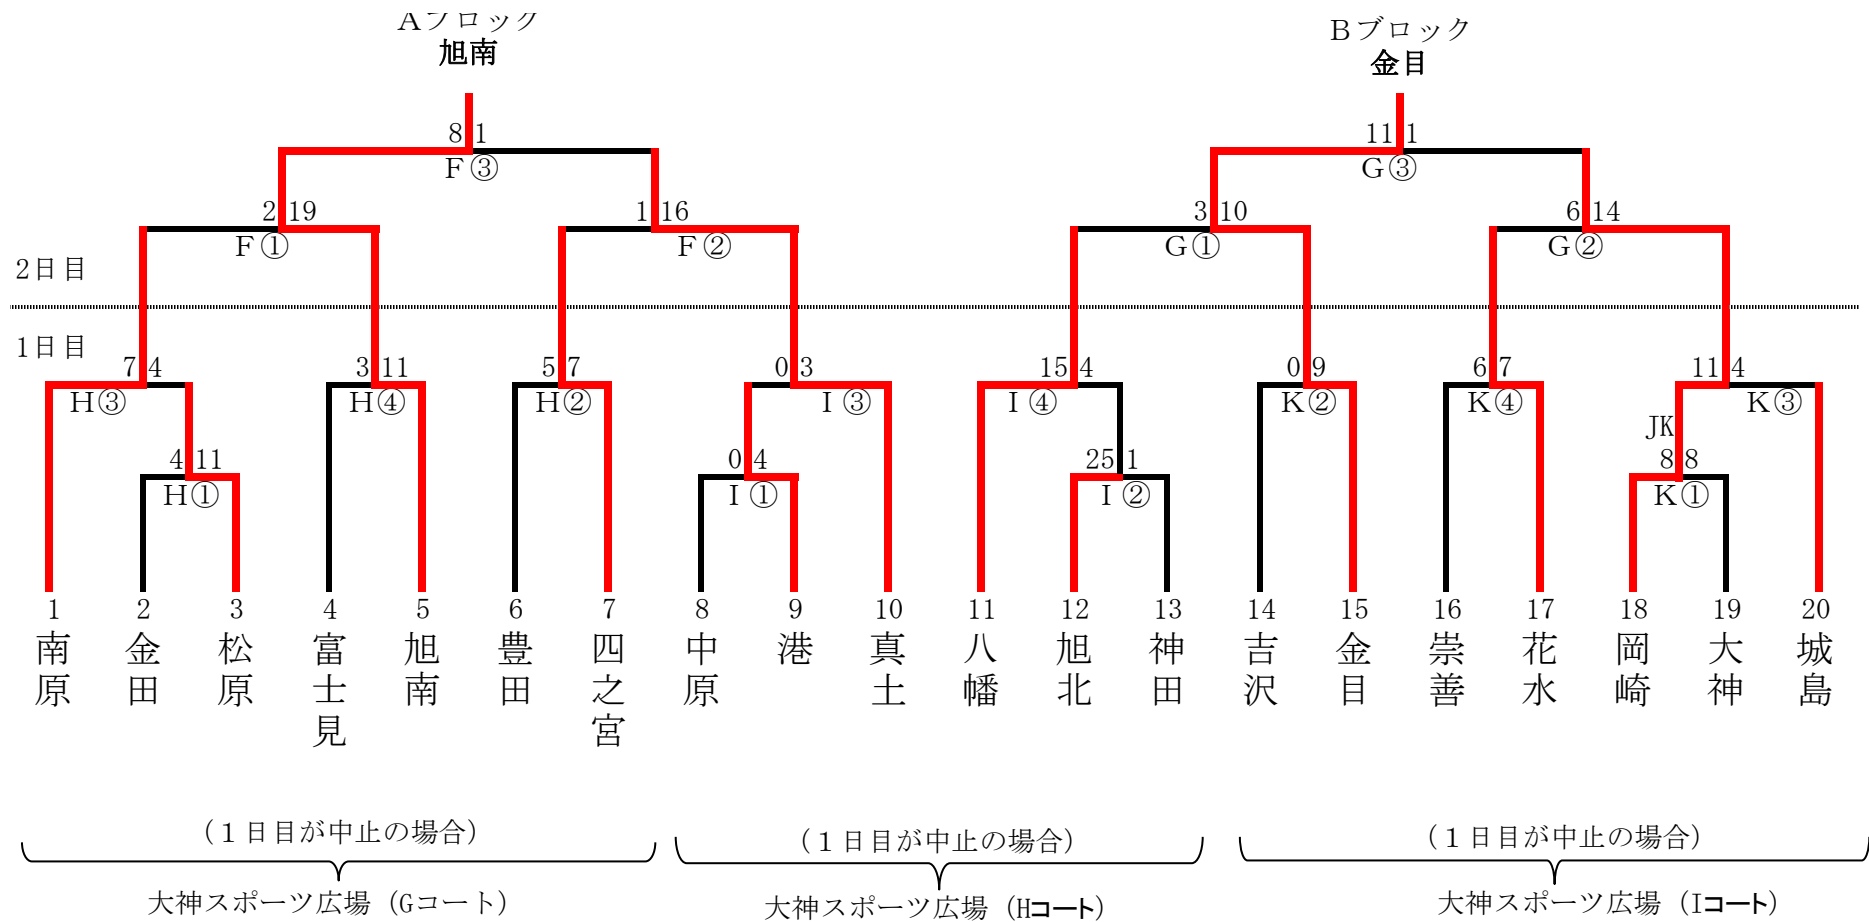 Aブロック
旭南
Bブロック
金目
8 1
F③
11 1
G③
2 19
F①
1 16
F②
3 10
G①
6 14
G②
2日目
1日目
7 4
H③
3 11
H④
5 7
H②
0 3
I③
15 4
I④
0 9
K②
6 7
K④
11 4
K③
4 11
H①
0 4
I①
25 1
I②
JK
8 8
K①
1 2 3 4 5 6 7 8 9 10 11 12 13 14 15 16 17 18 19 20
南原 金田 松原 富士見 旭南 豊田 四之宮 中原 港 真土 八幡 旭北 神田 吉沢 金目 崇善 花水 岡崎 大神 城島
(１日目が中止の場合)
大神スポーツ広場 (Gコート)
(１日目が中止の場合)
大神スポーツ広場 (Hコート)
(１日目が中止の場合)
大神スポーツ広場 (Iコート)